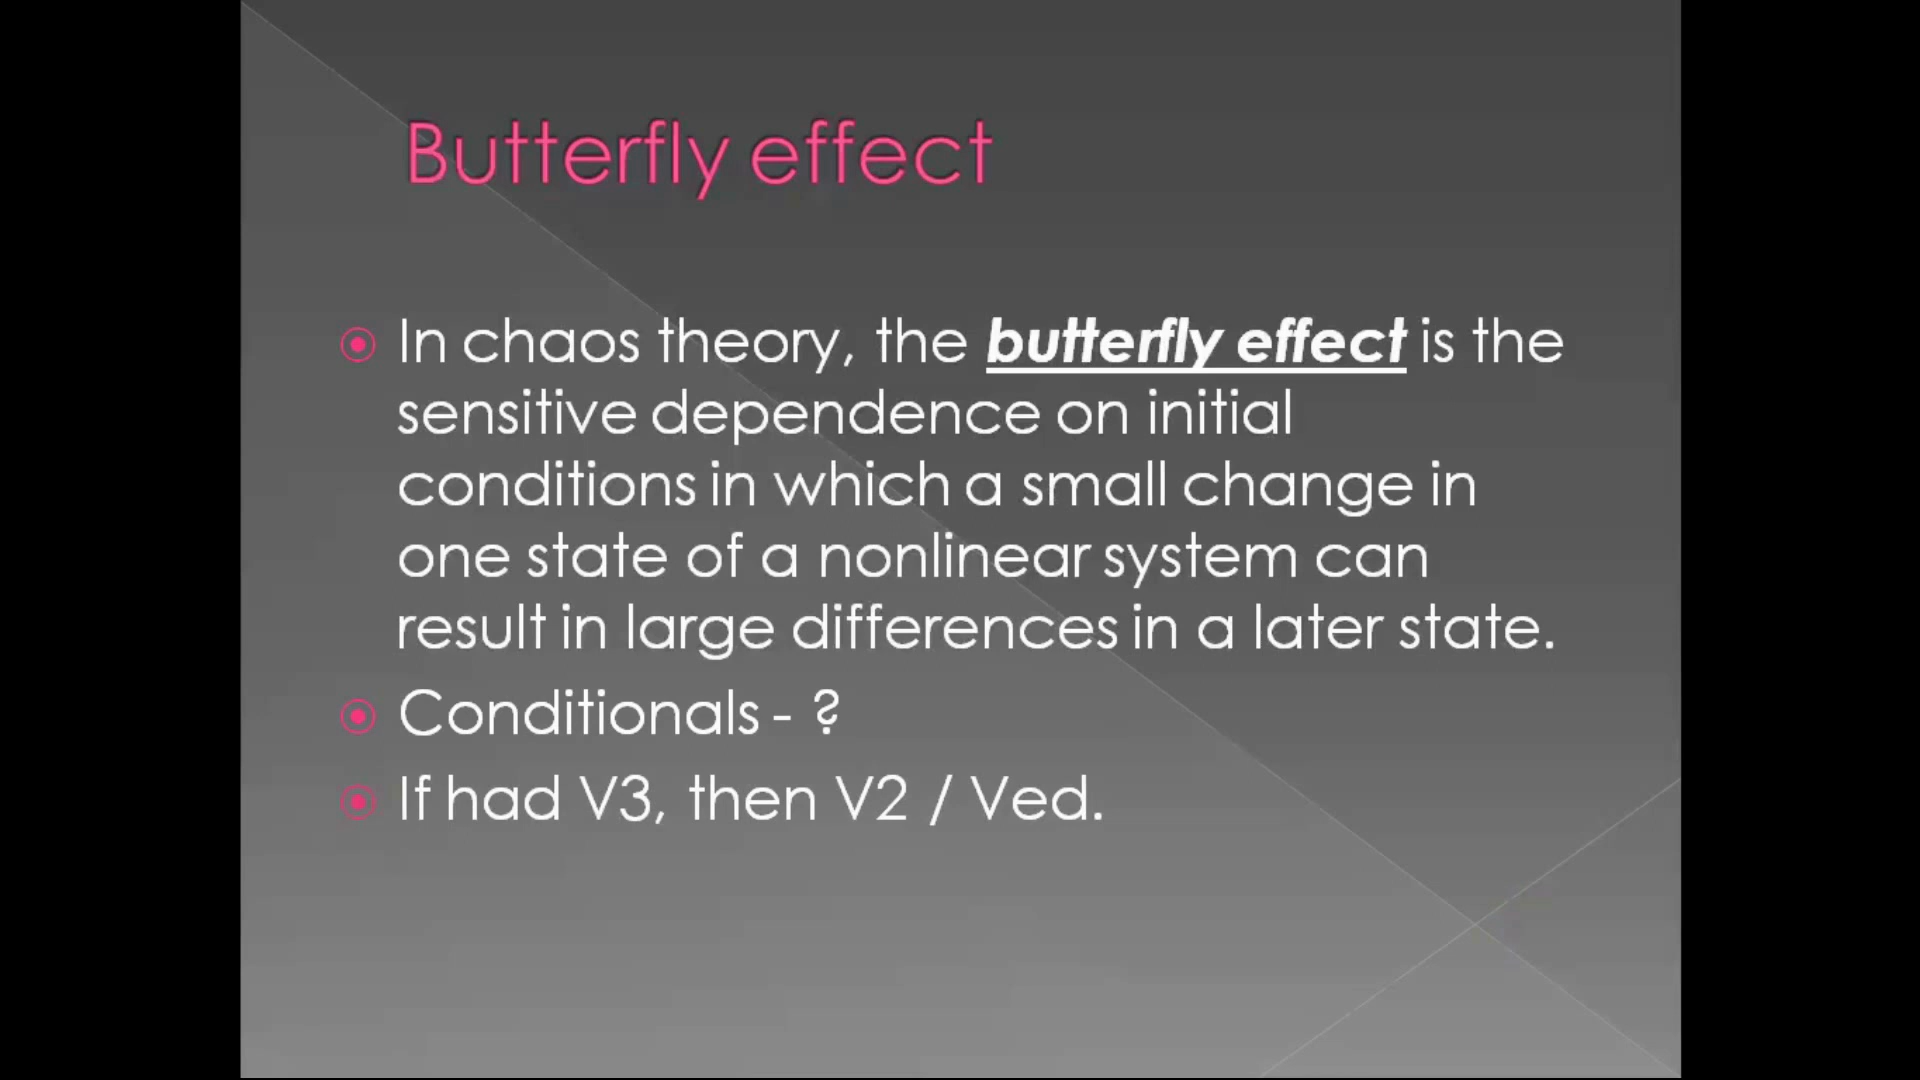 Butterfly effect
In chaos theory, the butterfly effect is the
sensitive dependence on initial
conditions in which a small change in
one state of a nonlinear system can
result in large differences in a later state.
Conditionals - ?
If had V3, then V2 / Ved.